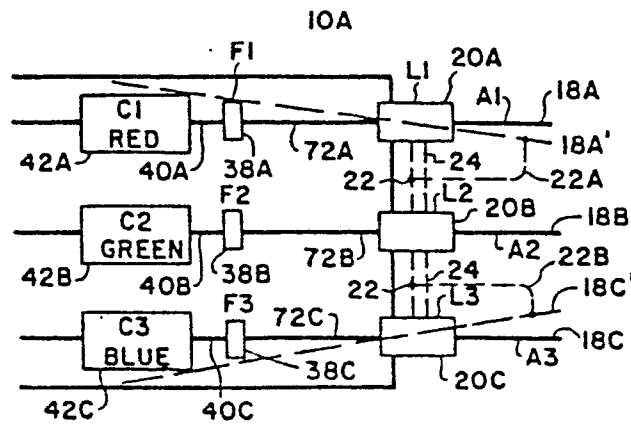 10A
F1
L1
20A
A1
18A
C1
RED
42A
40A
38A
72A
18A'
22
24
22A
F2
L2
20B
18B
C2
GREEN
42B
40B
38B
72B
A2
22B
22
24
F3
L3
18C'
C3
BLUE
72C
18C
42C
40C
38C
20C
A3